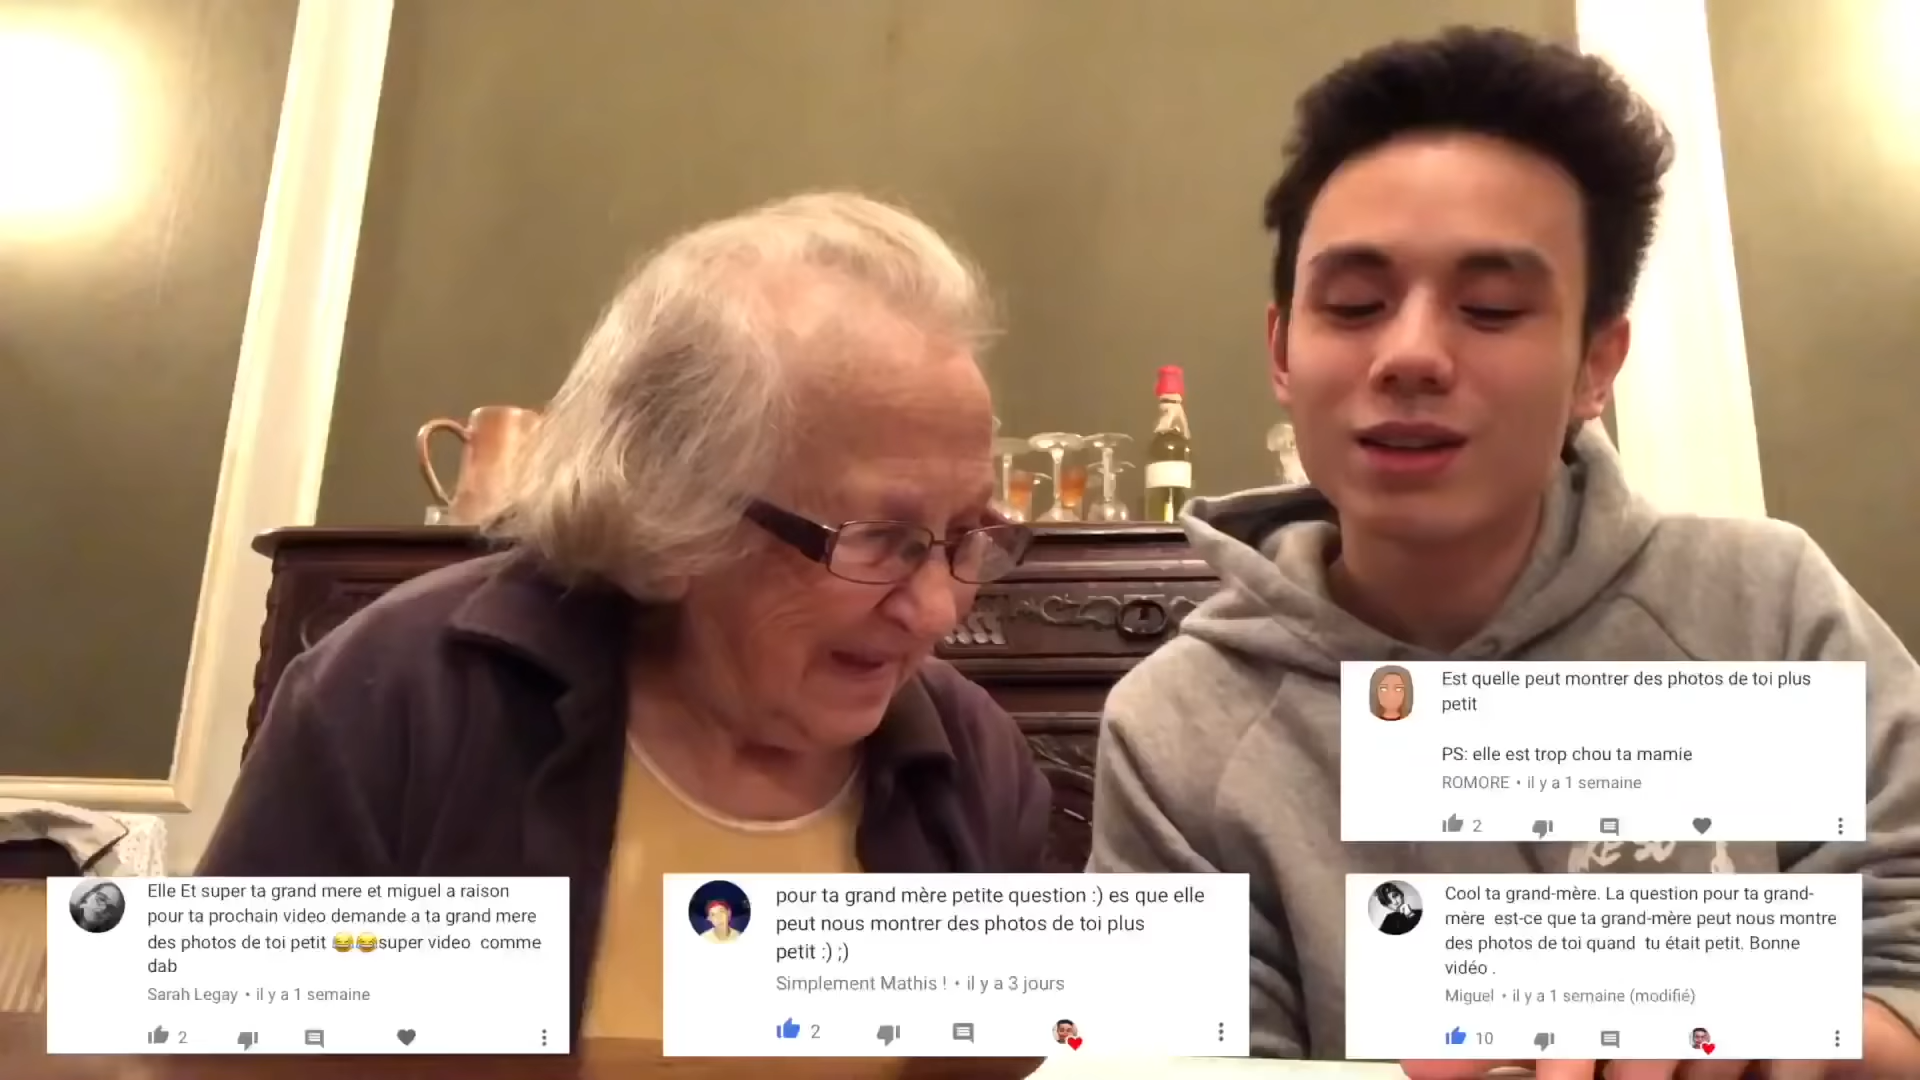 Est quelle peut montrer des photos de toi plus
petit
PS: elle est trop chou ta mamie
ROMORE • il y a 1 semaine
2
Elle Et super ta grand mere et miguel a raison
pour ta prochain video demande a ta grand mere
des photos de toi petit 😂😂super video comme
dab
Sarah Legay • il y a 1 semaine
2
pour ta grand mère petite question :) es que elle
peut nous montrer des photos de toi plus
petit :) ;)
Simplement Mathis ! • il y a 3 jours
2
Cool ta grand-mère. La question pour ta grand-
mère est-ce que ta grand-mère peut nous montre
des photos de toi quand tu était petit. Bonne
vidéo .
Miguel • il y a 1 semaine (modifié)
10